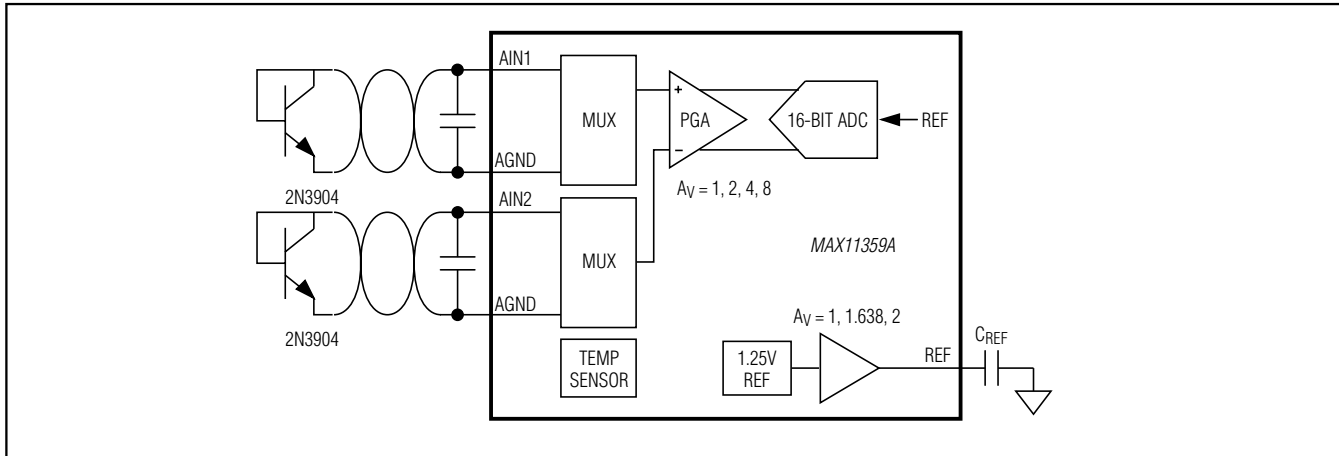 AIN1
MUX
AGND
2N3904
+
PGA
−
16-BIT ADC
REF
AV = 1, 2, 4, 8
AIN2
MUX
AGND
2N3904
MAX11359A
TEMP
SENSOR
AV = 1, 1.638, 2
1.25V
REF
REF
CREF